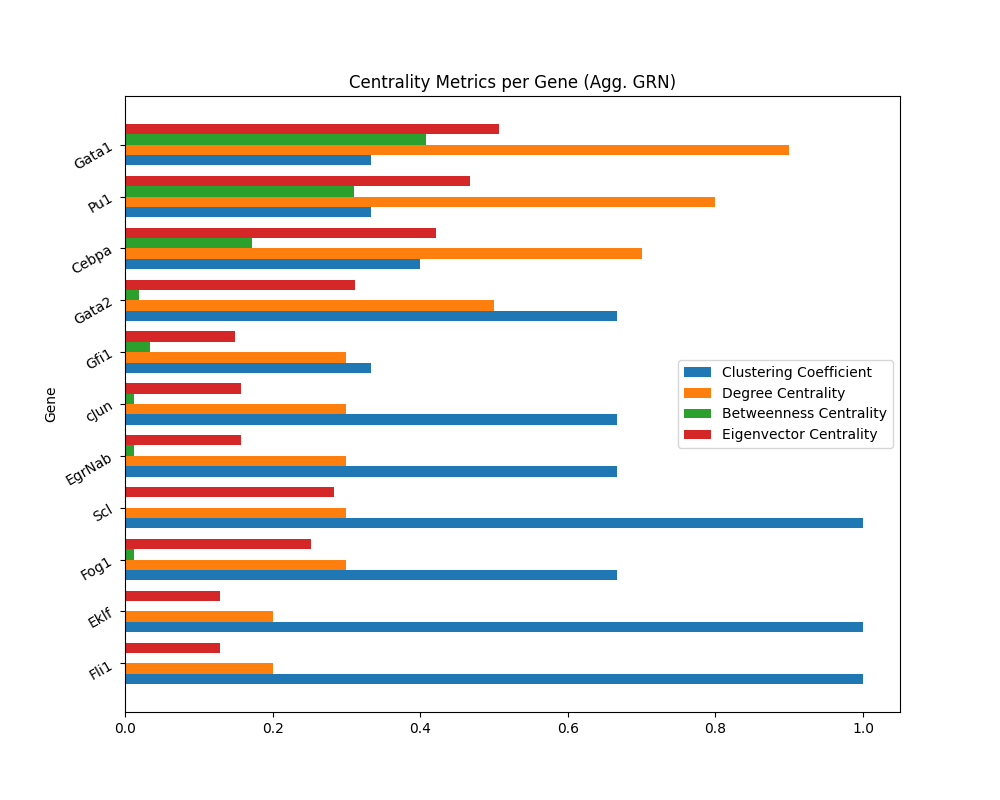 Centrality Metrics per Gene (Agg. GRN)
Gata1
Pu1
Cebpa
Gata2
Gfi1
cJun
EgrNab
Scl
Fog1
Eklf
Fli1
Gene
Clustering Coefficient
Degree Centrality
Betweenness Centrality
Eigenvector Centrality
0.0 0.2 0.4 0.6 0.8 1.0